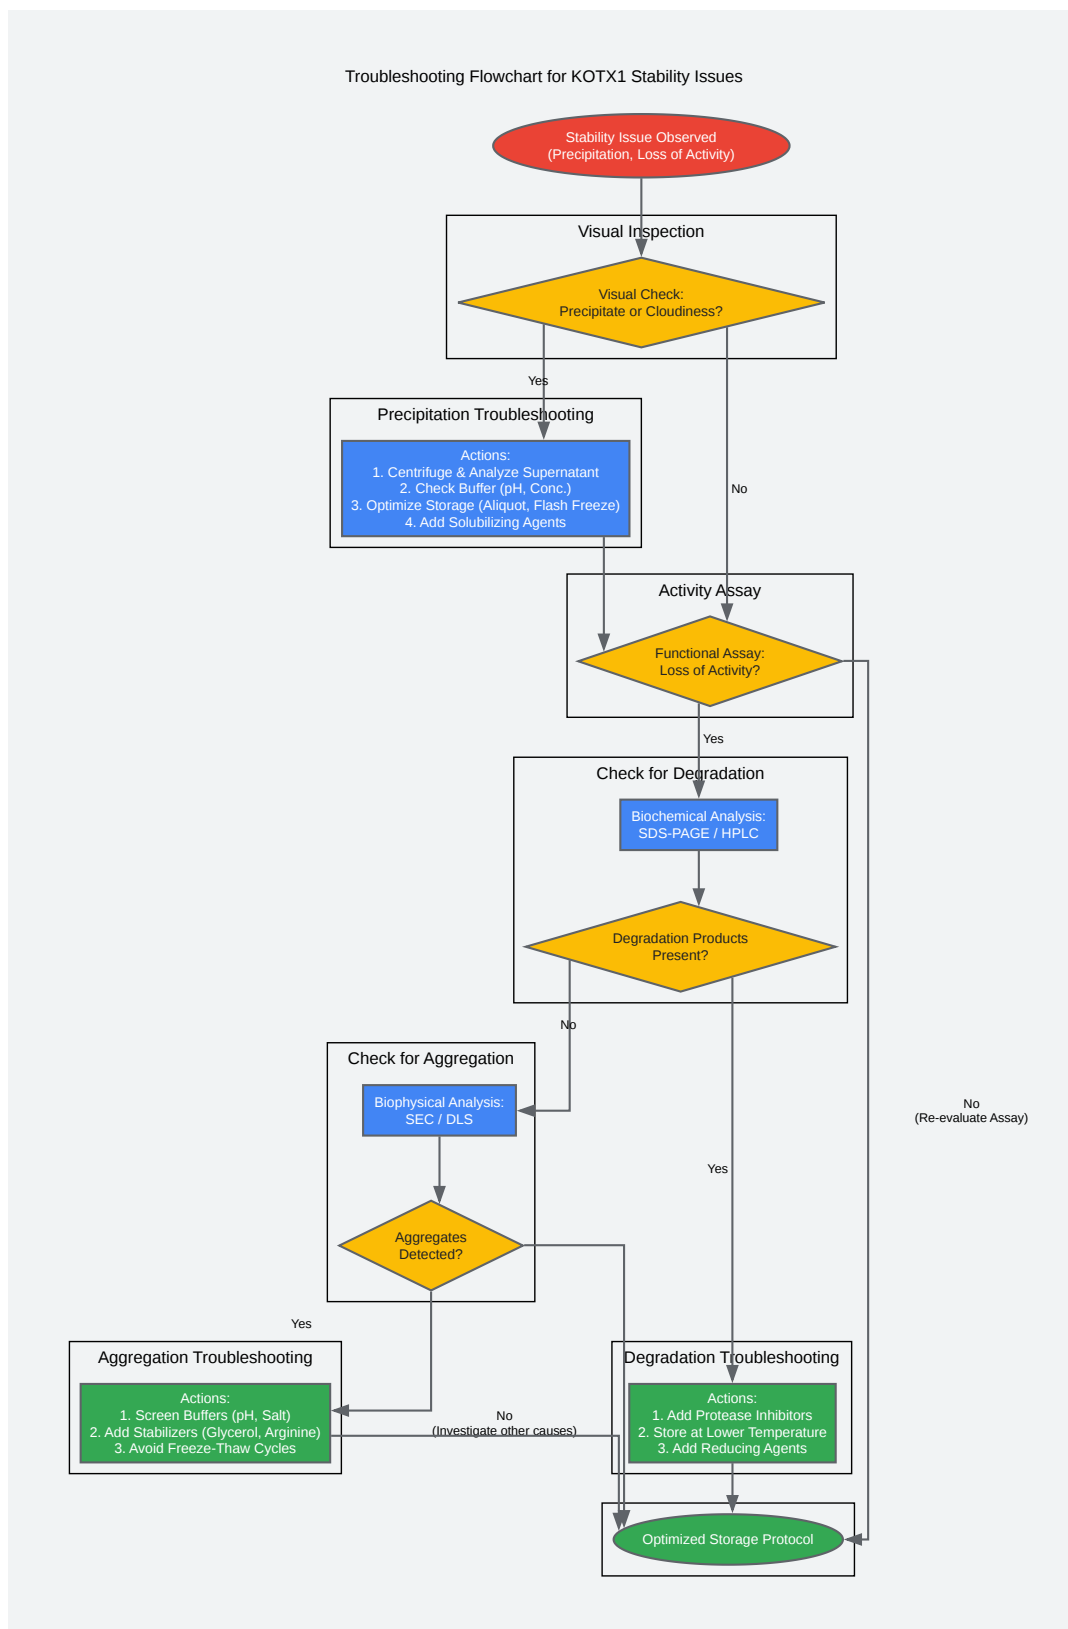 Troubleshooting Flowchart for KOTX1 Stability Issues
Stability Issue Observed
(Precipitation, Loss of Activity)
Visual Inspection
Visual Check:
Precipitate or Cloudiness?
Yes
Precipitation Troubleshooting
Actions:
1. Centrifuge & Analyze Supernatant
2. Check Buffer (pH, Conc.)
3. Optimize Storage (Aliquot, Flash Freeze)
4. Add Solubilizing Agents
No
Activity Assay
Functional Assay:
Loss of Activity?
Yes
Check for Degradation
Biochemical Analysis:
SDS-PAGE / HPLC
Degradation Products
Present?
No
Check for Aggregation
Biophysical Analysis:
SEC / DLS
No
(Re-evaluate Assay)
Yes
Aggregates
Detected?
Yes
Aggregation Troubleshooting
Actions:
1. Screen Buffers (pH, Salt)
2. Add Stabilizers (Glycerol, Arginine)
3. Avoid Freeze-Thaw Cycles
No
(Investigate other causes)
Degradation Troubleshooting
Actions:
1. Add Protease Inhibitors
2. Store at Lower Temperature
3. Add Reducing Agents
Optimized Storage Protocol